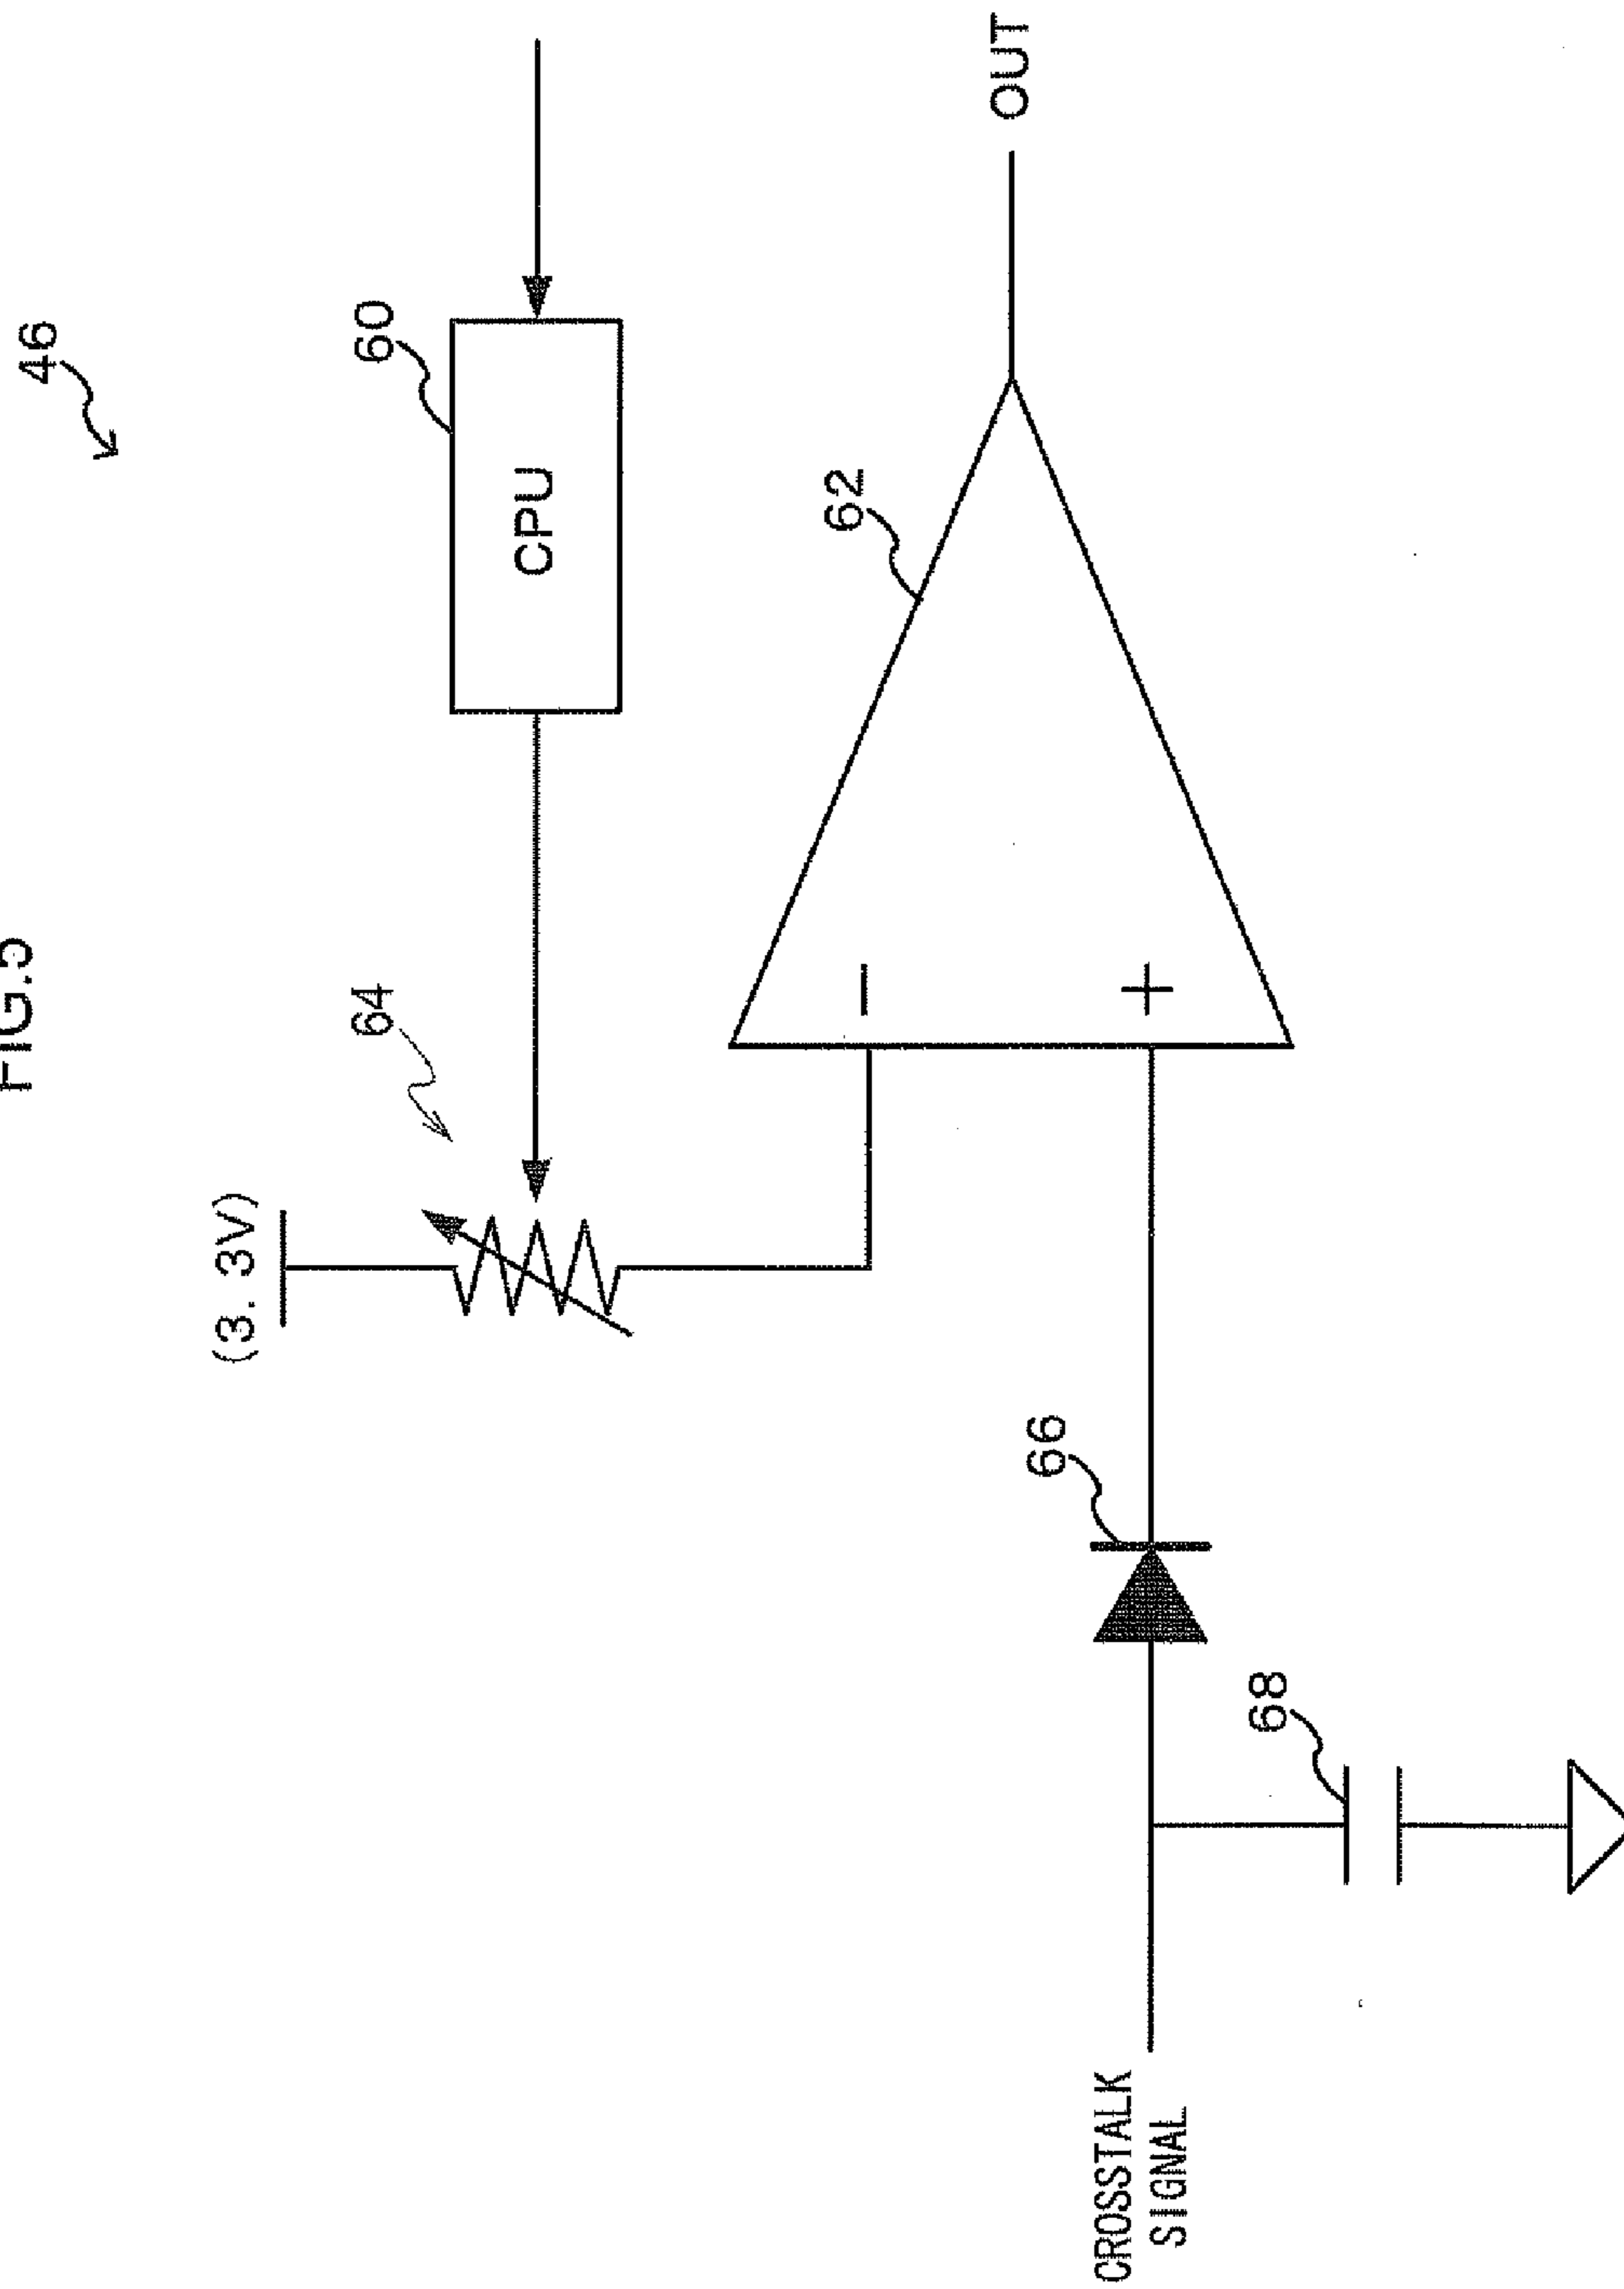 FIG.5
46
(3. 3V)
64
60
CPU
62
OUT
−
+
66
68
CROSSTALK
SIGNAL